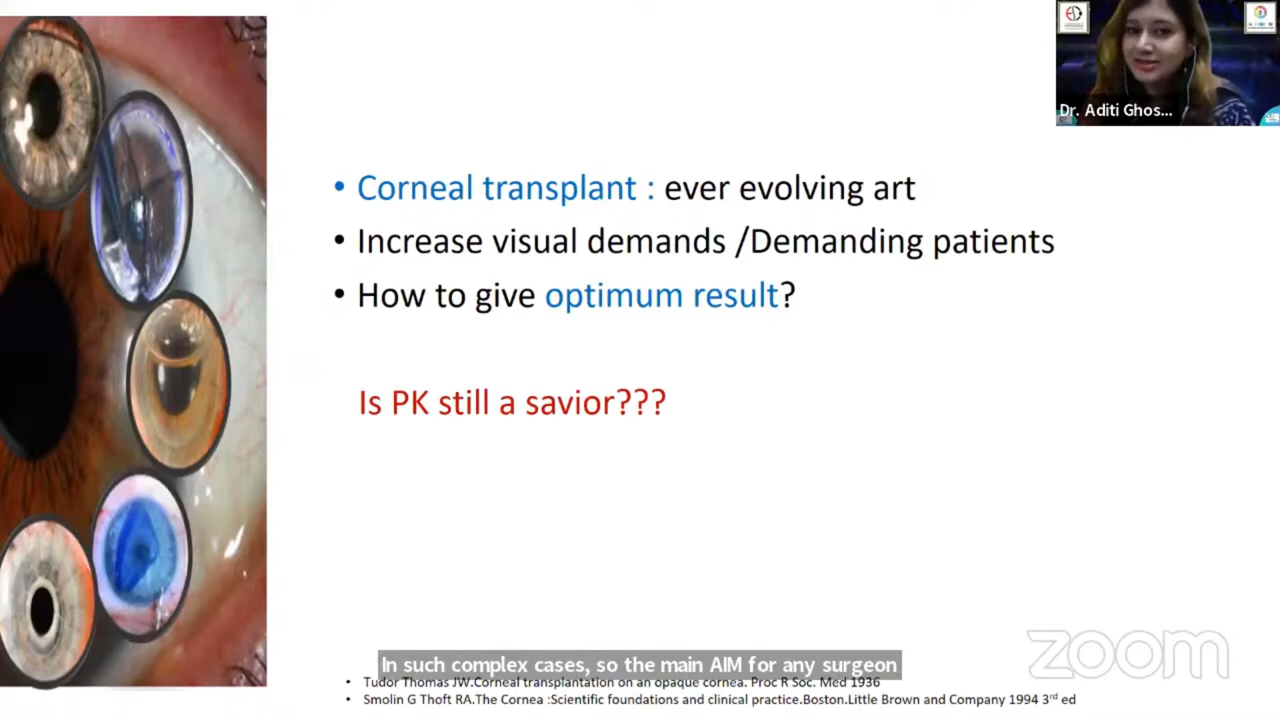 Dr. Aditi Ghos...
• Corneal transplant : ever evolving art
• Increase visual demands /Demanding patients
• How to give optimum result?
Is PK still a savior???
zoom
In such complex cases, so the main AIM for any surgeon
• Tudor Thomas JW.Corneal transplantation on an opaque cornea. Proc R Soc. Med 1936
• Smolin G Thoft RA.The Cornea :Scientific foundations and clinical practice.Boston.Little Brown and Company 1994 3rd ed